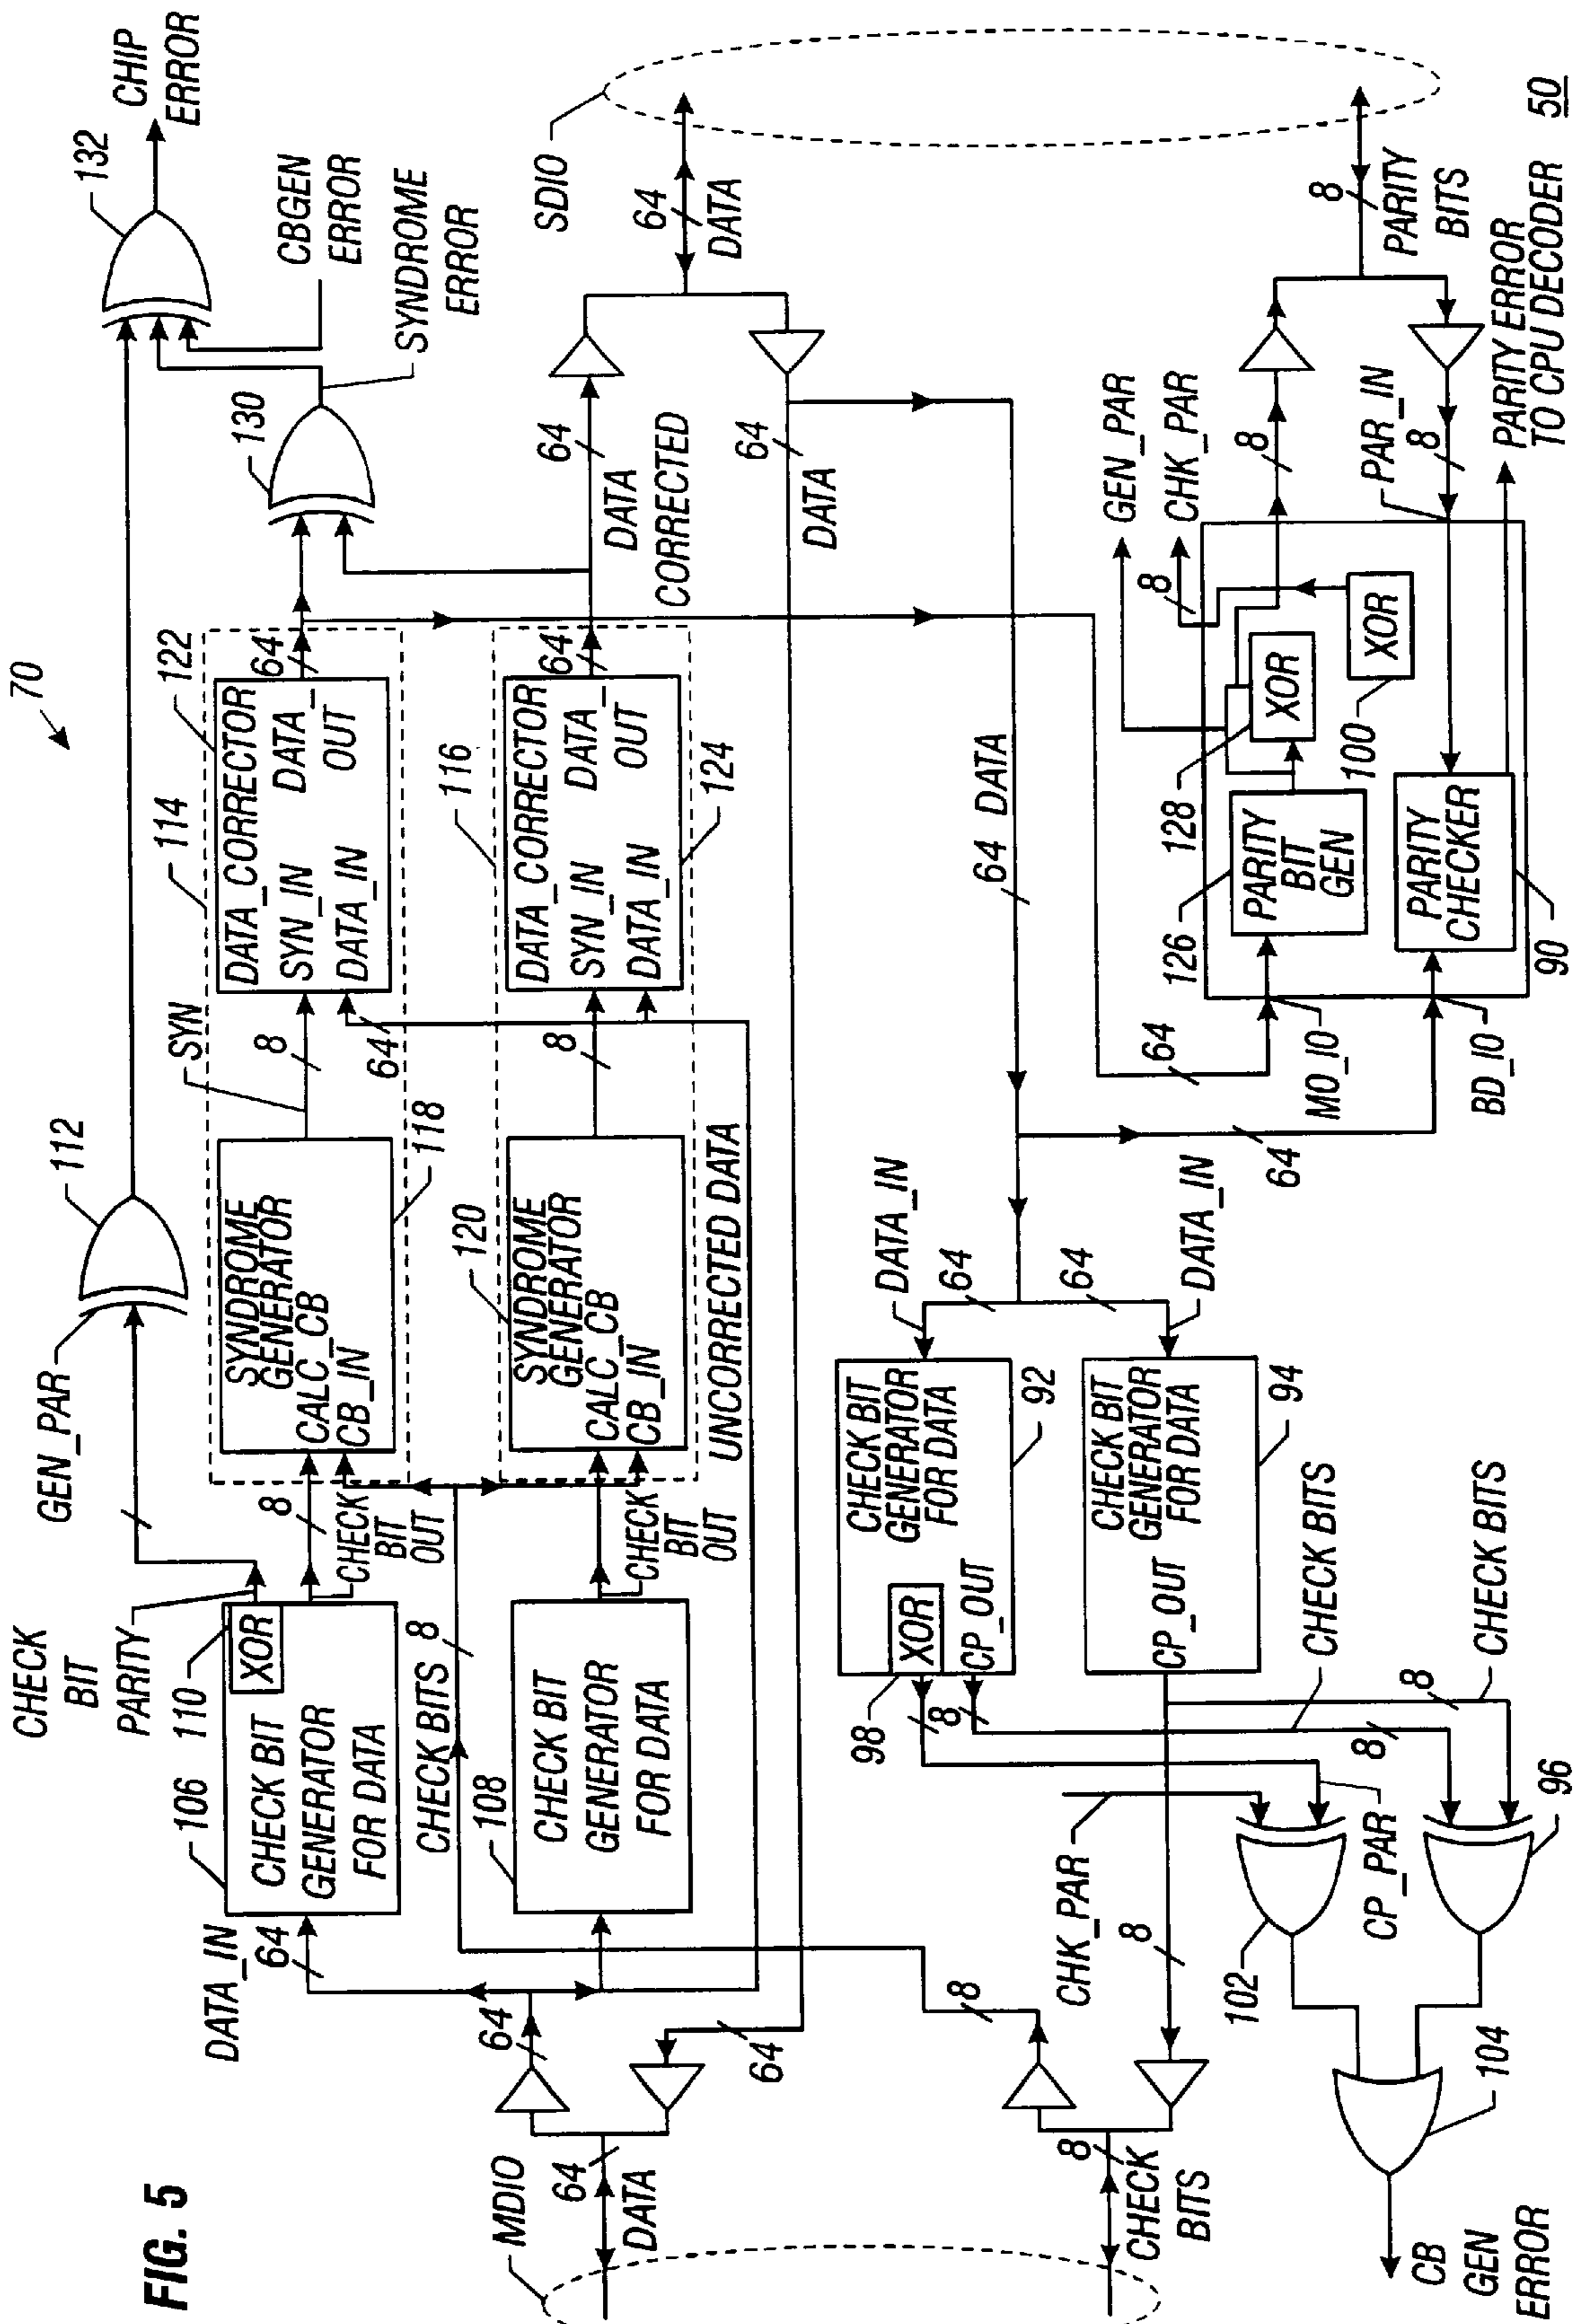 FIG. 5
70
50
CHECK
BIT
PARITY
110
GEN_PAR
112
132
CHIP
ERROR
CBGEN
ERROR
SYNDROME
ERROR
130
106
XOR
CHECK BIT
GENERATOR
FOR DATA
DATA_IN
64
8
CHECK
BIT
OUT
SYNDROME
GENERATOR
CALC_CB
CB_IN
118
SYN
8
64
114
DATA_CORRECTOR
SYN_IN
DATA_IN
DATA_
OUT
64
122
CHECK BITS
8
108
CHECK BIT
GENERATOR
FOR DATA
CHECK
BIT
OUT
120
SYNDROME
GENERATOR
CALC_CB
CB_IN
8
116
DATA_CORRECTOR
SYN_IN
DATA_IN
DATA_
OUT
64
124
UNCORRECTED DATA
64
DATA
CORRECTED
64
DATA
SDIO
64
DATA
MDIO
64
DATA
64
64
64 DATA
DATA_IN
64
64
DATA_IN
CHECK BIT
GENERATOR
FOR DATA
XOR
CP_OUT
92
98
8
8
CHECK BIT
GENERATOR
FOR DATA
CP_OUT
94
CHECK BITS
8
8
CHECK BITS
CHK_PAR
8
8
8
CHECK
BITS
102
CP_PAR
96
104
CB
GEN
ERROR
64
MO_IO
64
BD_IO
126
PARITY
BIT
GEN
128
XOR
100
XOR
PARITY
CHECKER
90
GEN_PAR
CHK_PAR
8
8
PAR_IN
8
8
PARITY
BITS
PARITY ERROR
TO CPU DECODER